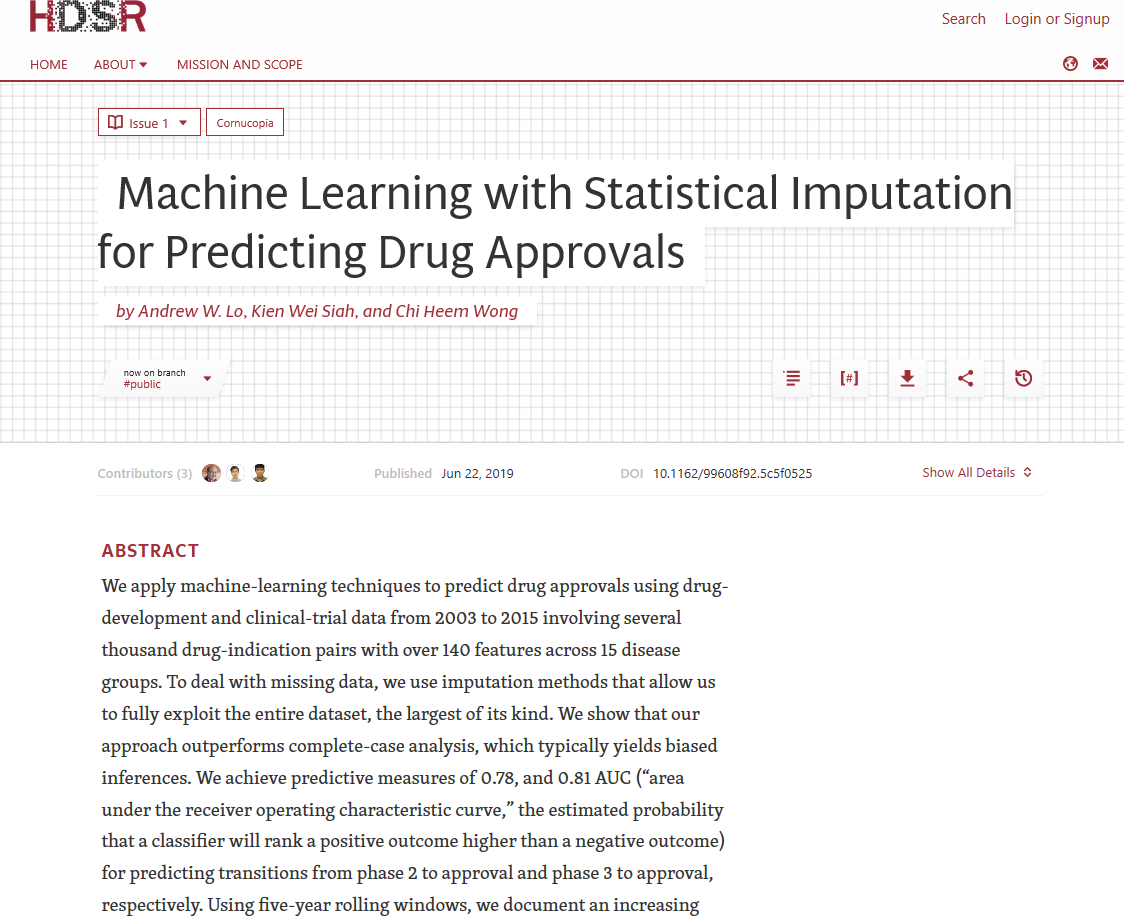 HDSR
Search Login or Signup
HOME ABOUT MISSION AND SCOPE
Issue 1 Cornucopia
Machine Learning with Statistical Imputation
for Predicting Drug Approvals
by Andrew W. Lo, Kien Wei Siah, and Chi Heem Wong
now on branch
#public
[#]
Contributors (3) Published Jun 22, 2019 DOI 10.1162/99608f92.5c5f0525 Show All Details
ABSTRACT
We apply machine-learning techniques to predict drug approvals using drug-
development and clinical-trial data from 2003 to 2015 involving several
thousand drug-indication pairs with over 140 features across 15 disease
groups. To deal with missing data, we use imputation methods that allow us
to fully exploit the entire dataset, the largest of its kind. We show that our
approach outperforms complete-case analysis, which typically yields biased
inferences. We achieve predictive measures of 0.78, and 0.81 AUC (“area
under the receiver operating characteristic curve,” the estimated probability
that a classifier will rank a positive outcome higher than a negative outcome)
for predicting transitions from phase 2 to approval and phase 3 to approval,
respectively. Using five-year rolling windows, we document an increasing